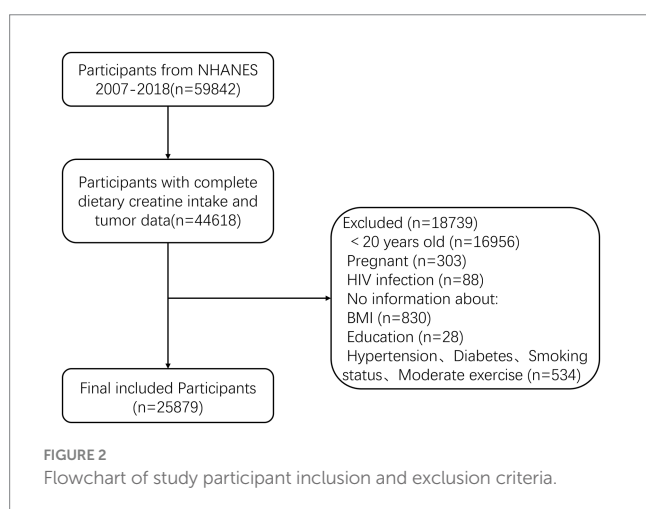 Participants from NHANES
2007-2018(n=59842)
Participants with complete
dietary creatine intake and
tumor data(n=44618)
Excluded (n=18739)
< 20 years old (n=16956)
Pregnant (n=303)
HIV infection (n=88)
No information about:
BMI (n=830)
Education (n=28)
Hypertension、Diabetes、Smoking
status、Moderate exercise (n=534)
Final included Participants
(n=25879)
FIGURE 2
Flowchart of study participant inclusion and exclusion criteria.